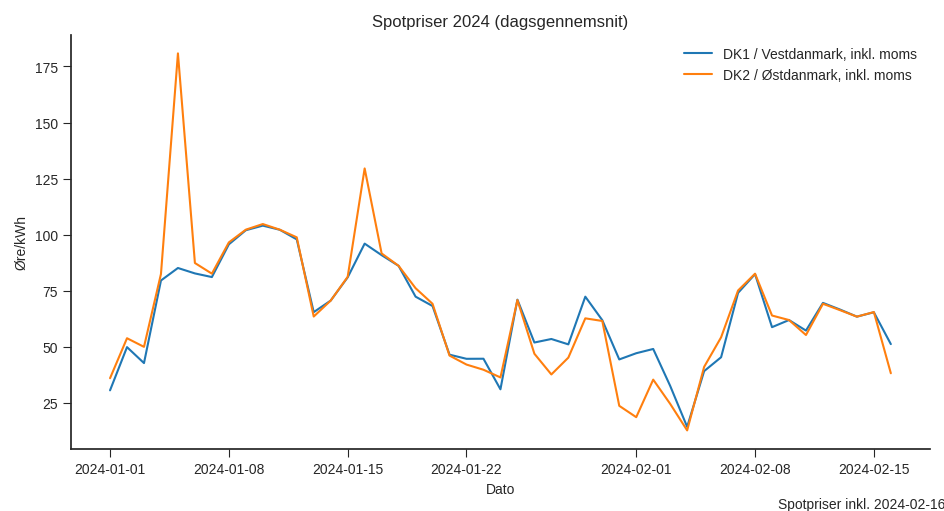 Spotpriser 2024 (dagsgennemsnit)
DK1 / Vestdanmark, inkl. moms
DK2 / Østdanmark, inkl. moms
175
150
125
100
75
50
25
Øre/kWh
2024-01-01
2024-01-08
2024-01-15
2024-01-22
2024-02-01
2024-02-08
2024-02-15
Dato
Spotpriser inkl. 2024-02-16